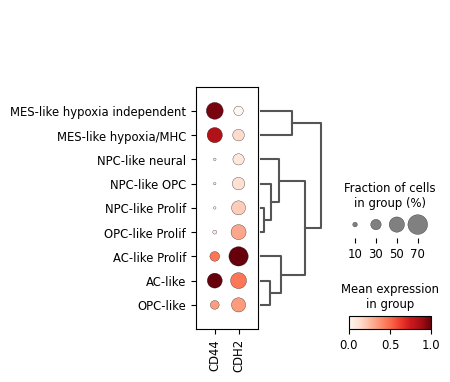 MES-like hypoxia independent
MES-like hypoxia/MHC
NPC-like neural
NPC-like OPC
NPC-like Prolif
OPC-like Prolif
AC-like Prolif
AC-like
OPC-like
CD44
CDH2
Fraction of cells
in group (%)
10 30 50 70
Mean expression
in group
0.0 0.5 1.0